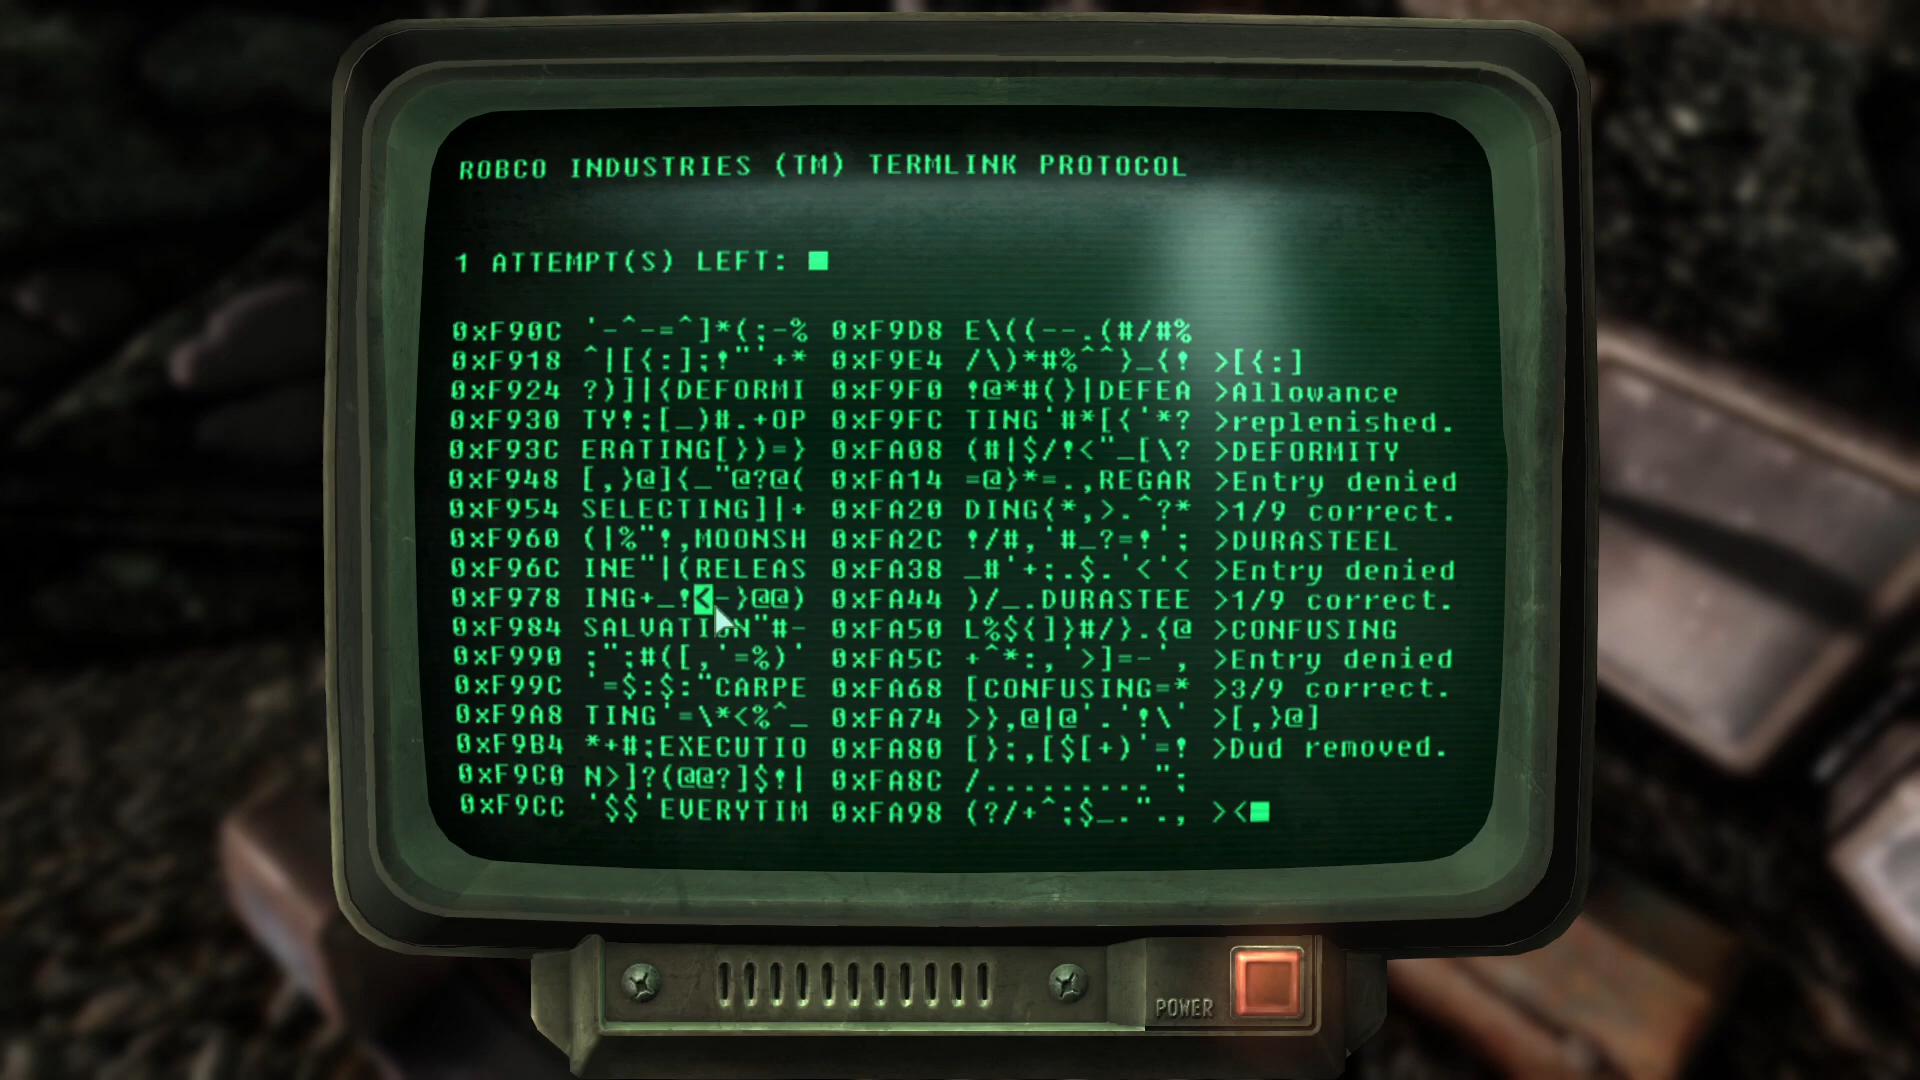 ROBCO INDUSTRIES (TM) TERMLINK PROTOCOL
1 ATTEMPT(S) LEFT: ■
0xF90C '-^-=^]*(;-% 0xF9D8 E\((--.(#/#%
0xF918 ^|[{:];!"'+* 0xF9E4 /\)*#%^^}_{! >[{:]
0xF924 ?)]|{DEFORMI 0xF9F0 !@*#(}|DEFEA >Allowance
0xF930 TY!;[_)#.+OP 0xF9FC TING'#*[{'*? >replenished.
0xF93C ERATING[})=} 0xFA08 (#|$/!<"_[\? >DEFORMITY
0xF948 [,}@]{_"@?@( 0xFA14 =@}*=.,REGAR >Entry denied
0xF954 SELECTING]|+ 0xFA20 DING{*,>.^?* >1/9 correct.
0xF960 (|%"!,MOONSH 0xFA2C !/#,'#_?=!'; >DURASTEEL
0xF96C INE"|(RELEAS 0xFA38 _#'+;.$.'<'< >Entry denied
0xF978 ING+_!<-}@@) 0xFA44 )/_.DURASTEE >1/9 correct.
0xF984 SALVATION"#- 0xFA50 L%${]}#/}.{@ >CONFUSING
0xF990 ;";#([,'=%)' 0xFA5C +^*:,'>]=-', >Entry denied
0xF99C '=$:$:"CARPE 0xFA68 [CONFUSING=* >3/9 correct.
0xF9A8 TING'=\*<%^_ 0xFA74 >},@|@'.'!\' >[,}@]
0xF9B4 *+#;EXECUTIO 0xFA80 [};,[$[+)'=! >Dud removed.
0xF9C0 N>]?(@@?]$!| 0xFA8C /.........";
0xF9CC '$$'EVERYTIM 0xFA98 (?/+^;$_."., ><■
POWER